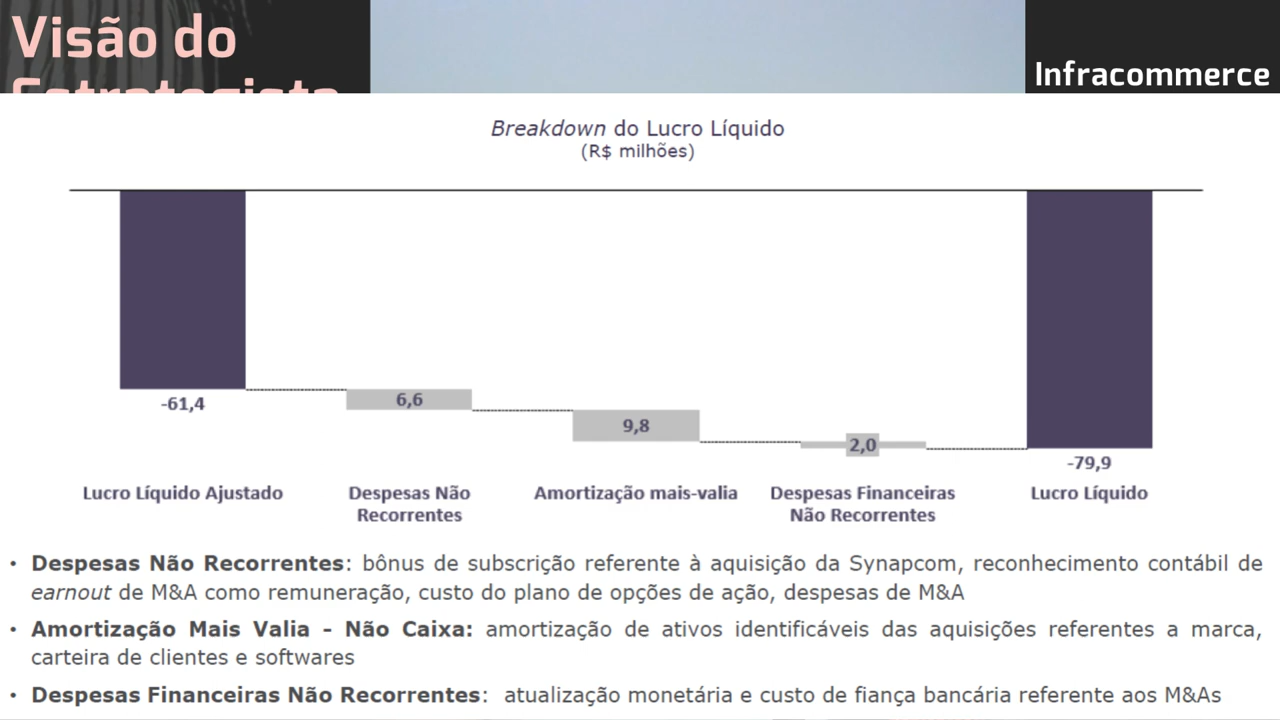 Visão do
Estrategista
Infracommerce
Breakdown do Lucro Líquido
(R$ milhões)
-61,4
6,6
9,8
2,0
-79,9
Lucro Líquido Ajustado
Despesas Não
Recorrentes
Amortização mais-valia
Despesas Financeiras
Não Recorrentes
Lucro Líquido
• Despesas Não Recorrentes: bônus de subscrição referente à aquisição da Synapcom, reconhecimento contábil de
earnout de M&A como remuneração, custo do plano de opções de ação, despesas de M&A
• Amortização Mais Valia – Não Caixa: amortização de ativos identificáveis das aquisições referentes a marca,
carteira de clientes e softwares
• Despesas Financeiras Não Recorrentes: atualização monetária e custo de fiança bancária referente aos M&As